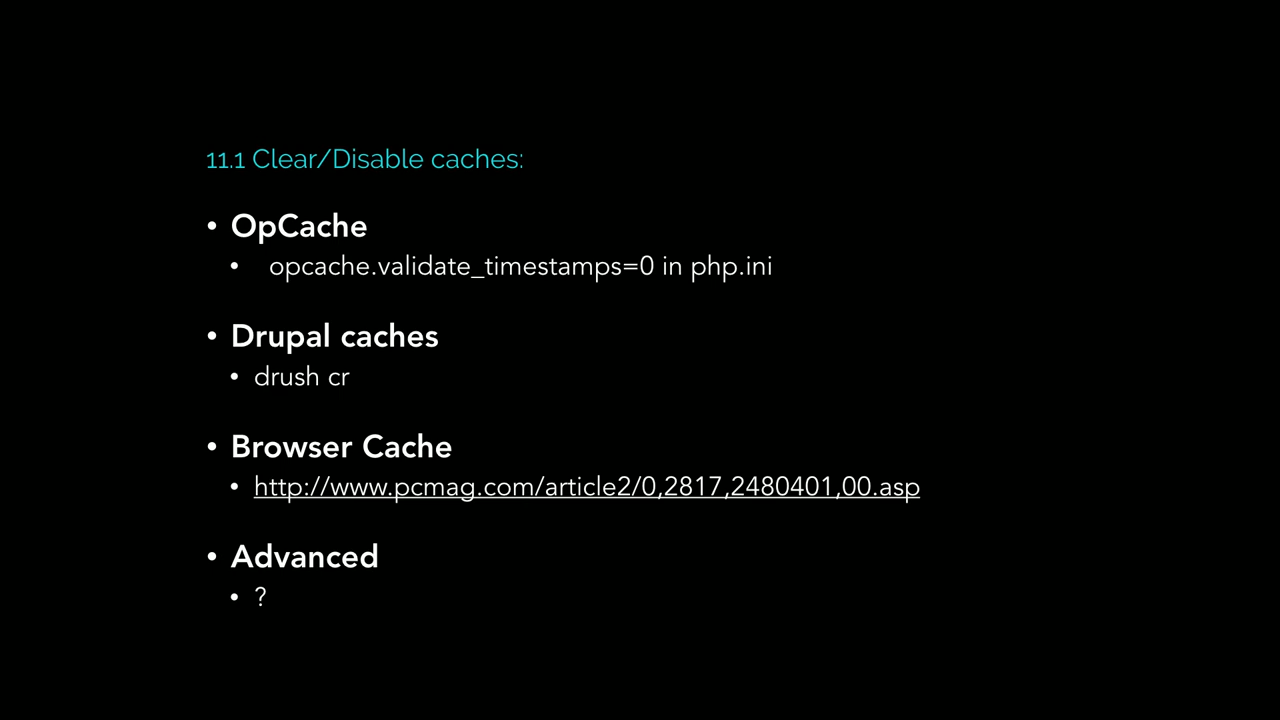 11.1 Clear/Disable caches:
• OpCache
• opcache.validate_timestamps=0 in php.ini
• Drupal caches
• drush cr
• Browser Cache
• http://www.pcmag.com/article2/0,2817,2480401,00.asp
• Advanced
• ?